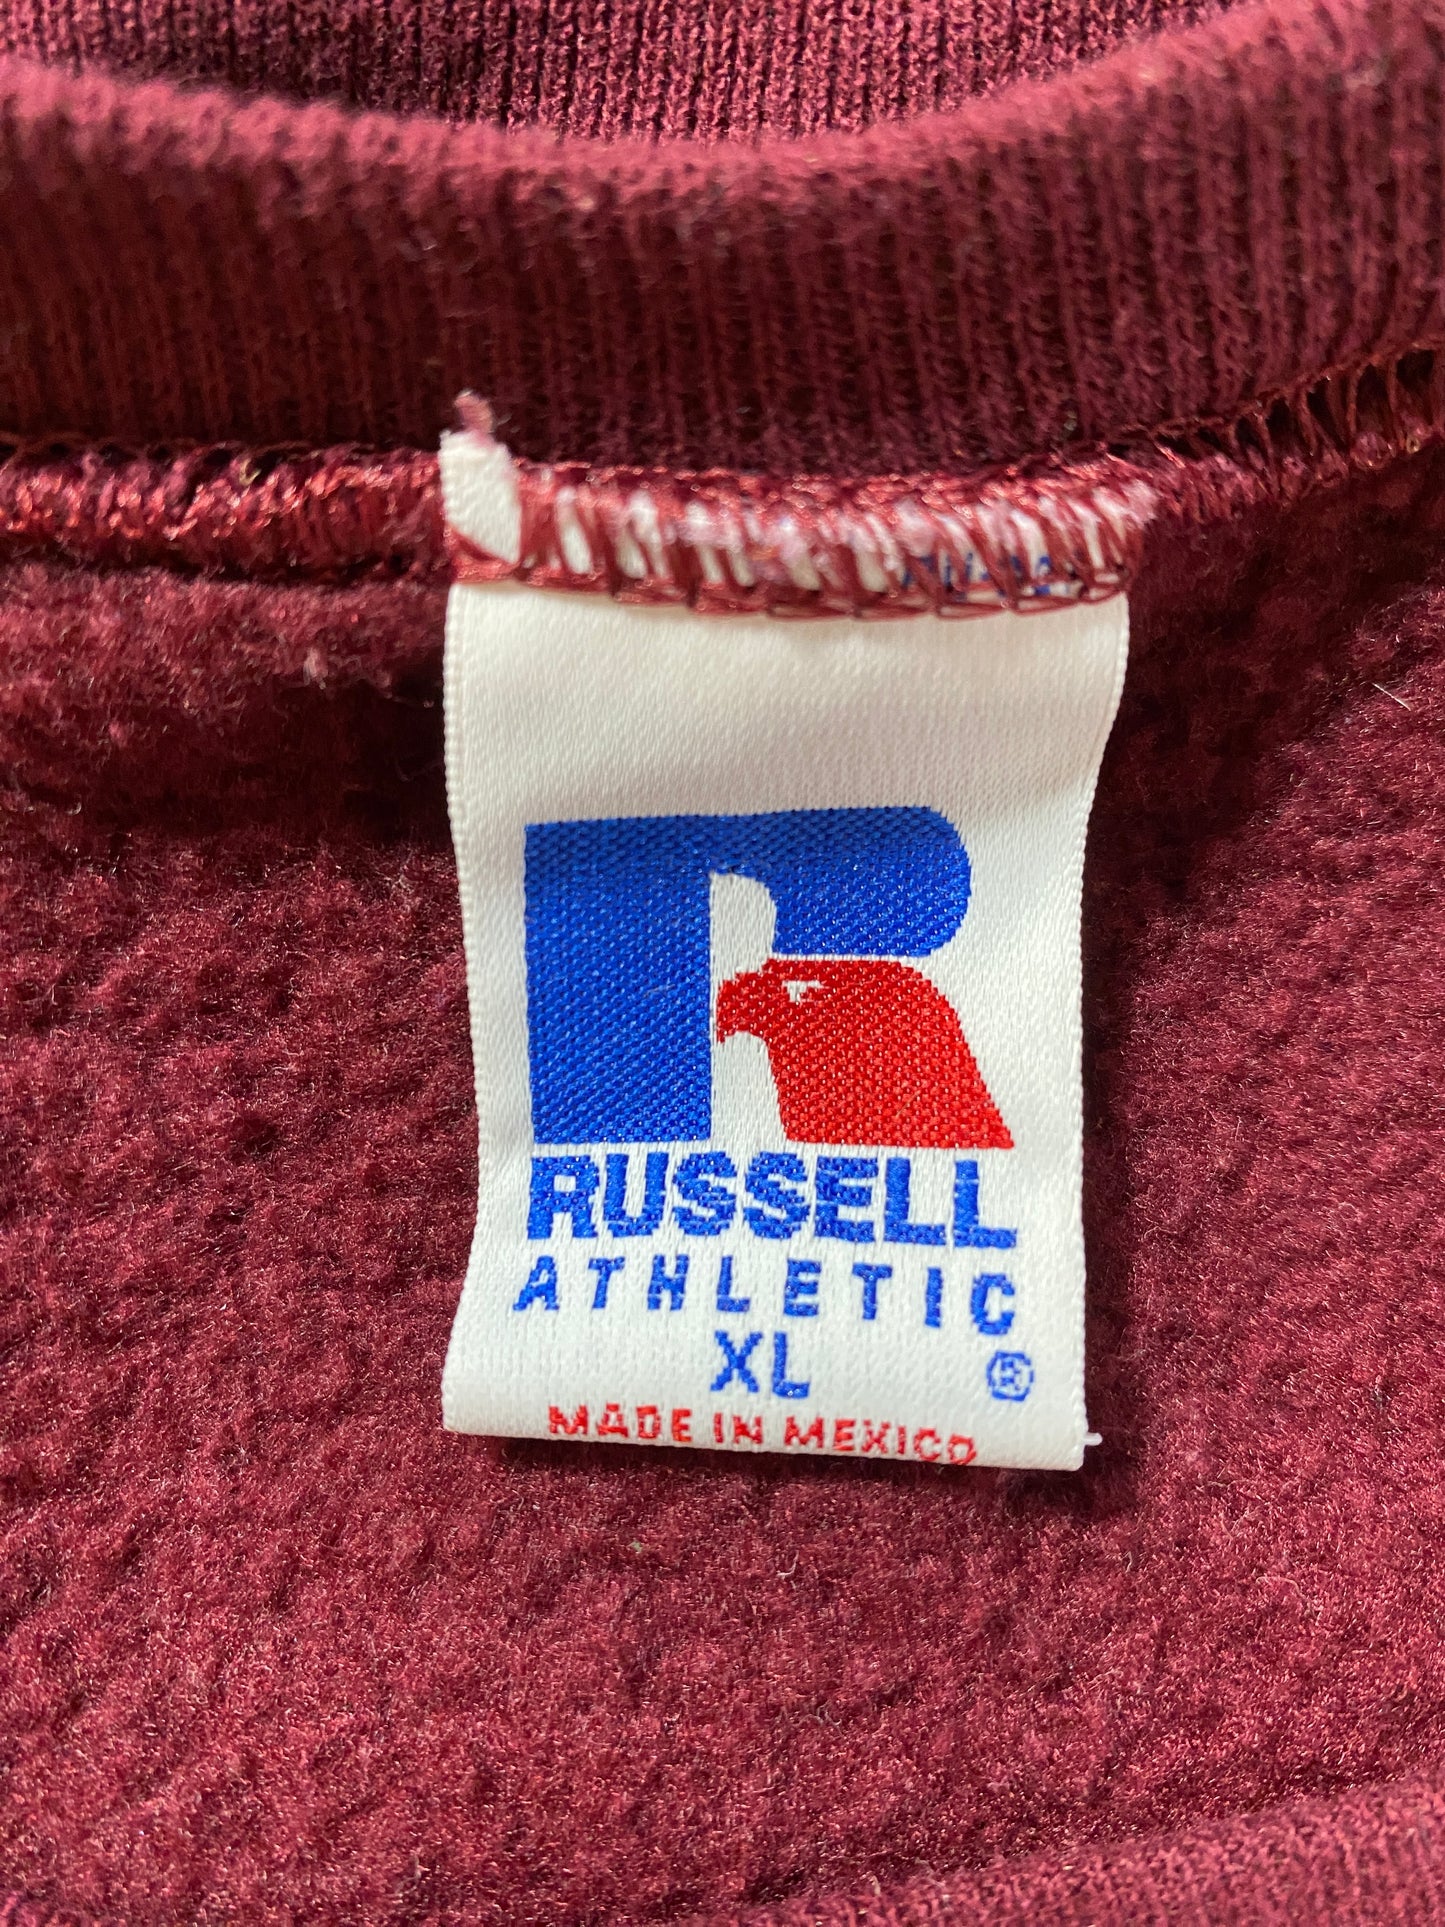 RUSSELL
ATHLETIC
XL ®
MADE IN MEXICO